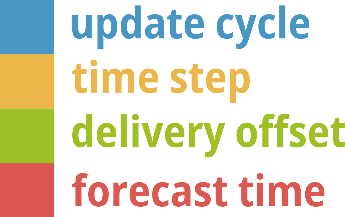 update cycle
time step
delivery offset
forecast time